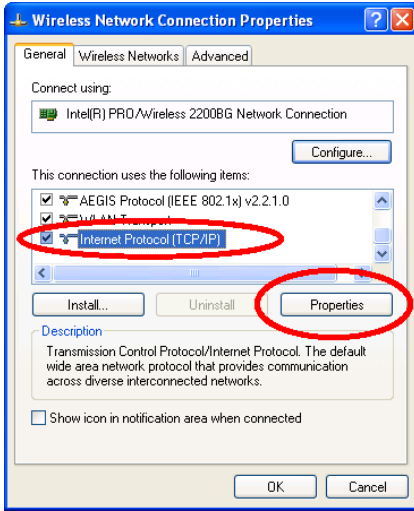 Wireless Network Connection Properties
General Wireless Networks Advanced
Connect using:
Intel(R) PRO/Wireless 2200BG Network Connection
Configure...
This connection uses the following items:
AEGIS Protocol (IEEE 802.1x) v2.2.1.0
WLAN Transport
Internet Protocol (TCP/IP)
Install... Uninstall Properties
Description
Transmission Control Protocol/Internet Protocol. The default
wide area network protocol that provides communication
across diverse interconnected networks.
Show icon in notification area when connected
OK Cancel